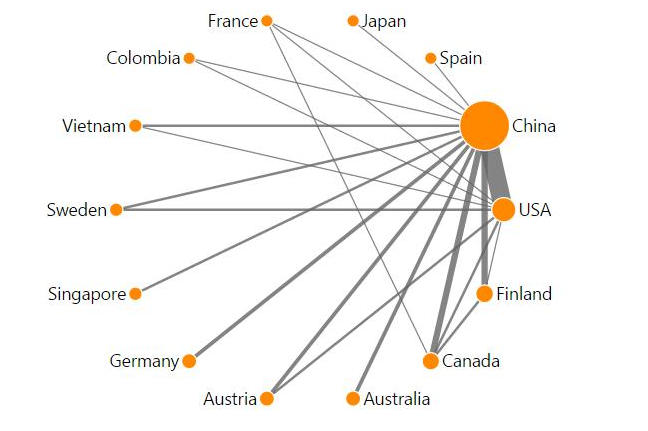 France
Japan
Colombia
Spain
Vietnam
China
Sweden
USA
Singapore
Finland
Germany
Canada
Austria
Australia